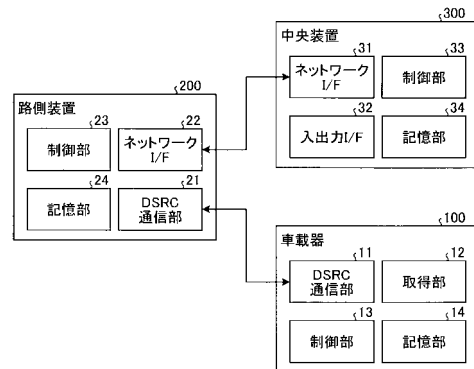 300
中央装置
31
ネットワーク
I/F
33
制御部
32
入出力I/F
34
記憶部
200
路側装置
23
制御部
22
ネットワーク
I/F
24
記憶部
21
DSRC
通信部
100
車載器
11
DSRC
通信部
12
取得部
13
制御部
14
記憶部